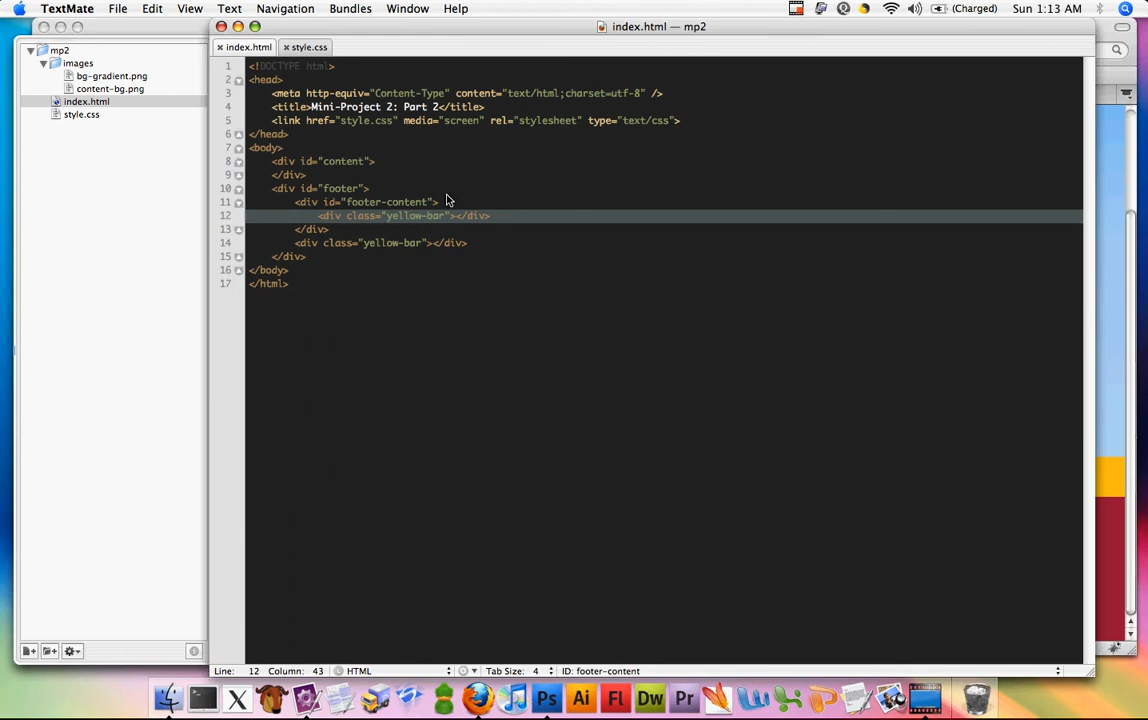 TextMate File Edit View Text Navigation Bundles Window Help (Charged) Sun 1:13 AM
index.html — mp2
index.html style.css
mp2
images
bg-gradient.png
content-bg.png
index.html
style.css
1 <!DOCTYPE html>
2 <head>
3 <meta http-equiv="Content-Type" content="text/html;charset=utf-8" />
4 <title>Mini-Project 2: Part 2</title>
5 <link href="style.css" media="screen" rel="stylesheet" type="text/css">
6 </head>
7 <body>
8 <div id="content">
9 </div>
10 <div id="footer">
11 <div id="footer-content">
12 <div class="yellow-bar"></div>
13 </div>
14 <div class="yellow-bar"></div>
15 </div>
16 </body>
17 </html>
Line: 12 Column: 43 HTML Tab Size: 4 ID: footer-content
Ps Ai Fl Dw Pr